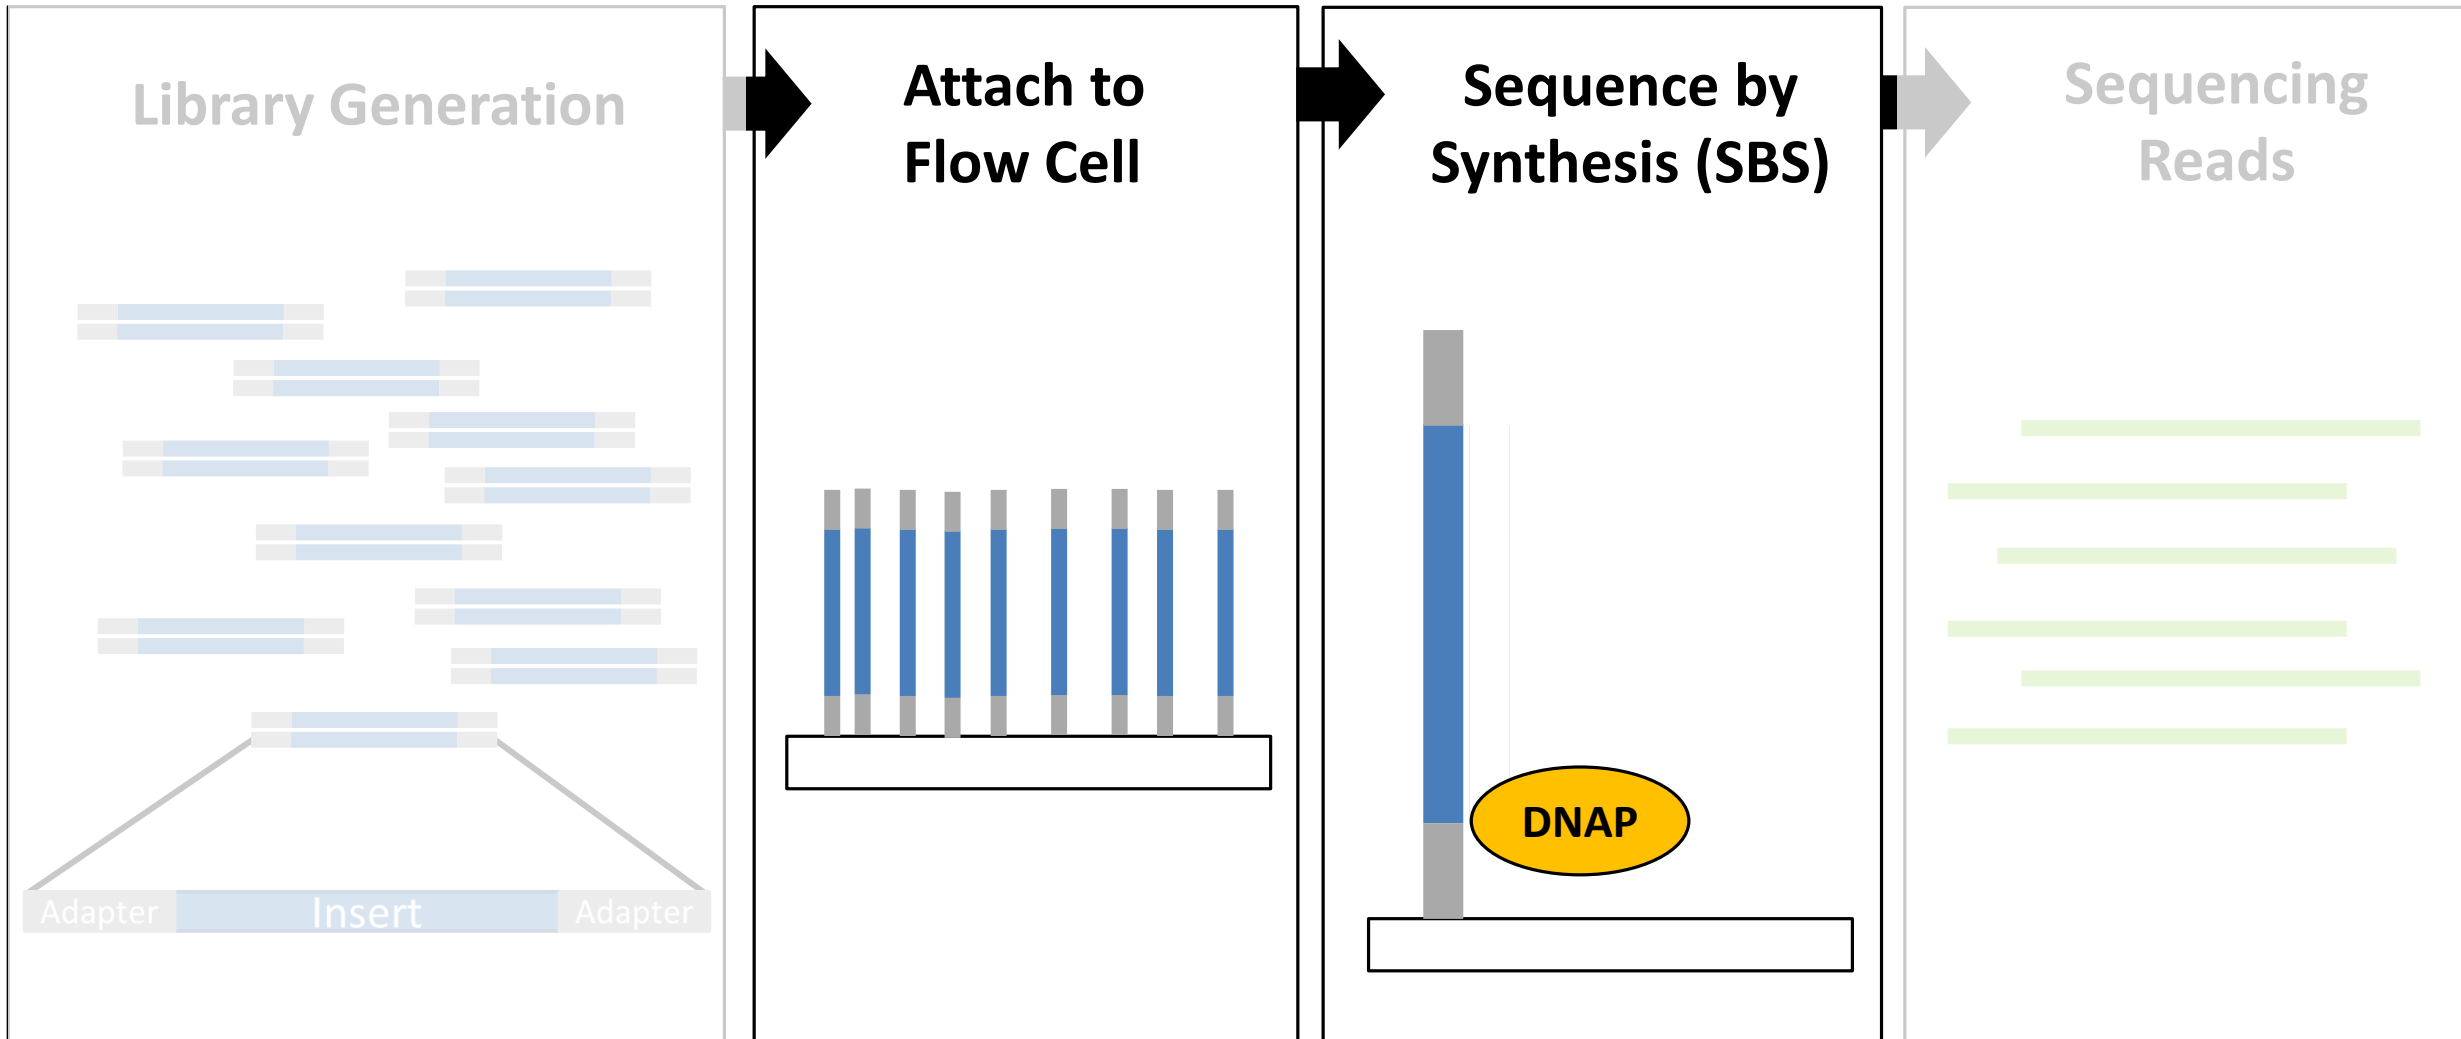 Library Generation
Attach to
Flow Cell
Sequence by
Synthesis (SBS)
Sequencing
Reads
DNAP
Adapter
Insert
Adapter